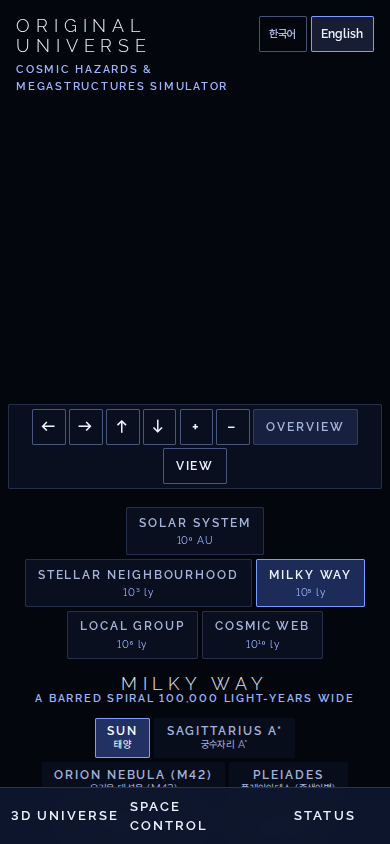 ORIGINAL
UNIVERSE
COSMIC HAZARDS &
MEGASTRUCTURES SIMULATOR
한국어 English
← → ↑ ↓ + − OVERVIEW
VIEW
SOLAR SYSTEM
10⁰ AU
STELLAR NEIGHBOURHOOD
10³ ly
MILKY WAY
10⁵ ly
LOCAL GROUP
10⁶ ly
COSMIC WEB
10¹⁰ ly
MILKY WAY
A BARRED SPIRAL 100,000 LIGHT-YEARS WIDE
SUN
태양
SAGITTARIUS A*
궁수자리 A*
ORION NEBULA (M42)
PLEIADES
3D UNIVERSE
SPACE
CONTROL
STATUS